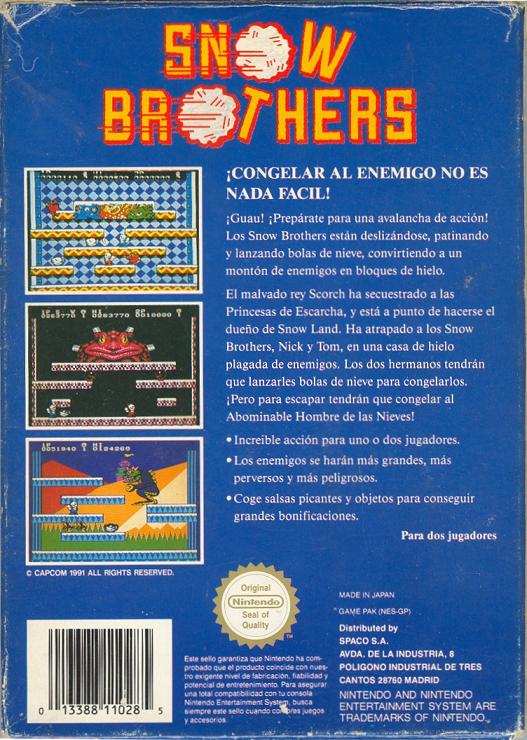 SNOW
BROTHERS
¡CONGELAR AL ENEMIGO NO ES
NADA FACIL!
¡Guau! ¡Prepárate para una avalancha de acción!
Los Snow Brothers están deslizándose, patinando
y lanzando bolas de nieve, convirtiendo a un
montón de enemigos en bloques de hielo.
El malvado rey Scorch ha secuestrado a las
Princesas de Escarcha, y está a punto de hacerse el
dueño de Snow Land. Ha atrapado a los Snow
Brothers, Nick y Tom, en una casa de hielo
plagada de enemigos. Los dos hermanos tendrán
que lanzarles bolas de nieve para congelarlos.
¡Pero para escapar tendrán que congelar al
Abominable Hombre de las Nieves!
• Increible acción para uno o dos jugadores.
• Los enemigos se harán más grandes, más
perversos y más peligrosos.
• Coge salsas picantes y objetos para conseguir
grandes bonificaciones.
Para dos jugadores
© CAPCOM 1991 ALL RIGHTS RESERVED.
0 13388 11028 5
Original
Nintendo
Seal of
Quality
TM
Este sello garantiza que Nintendo ha com-
probado que el producto coincide con nues-
tro exigente nivel de fabricación, fiabilidad y
potencial de entretenimiento. Para asegurar
una total compatibilidad con tu consola
Nintendo Entertainment System, busca
siempre este sello cuando compres juegos
y accesorios.
MADE IN JAPAN
GAME PAK (NES-GP)
Distributed by
SPACO S.A.
AVDA. DE LA INDUSTRIA, 8
POLIGONO INDUSTRIAL DE TRES
CANTOS 28760 MADRID
NINTENDO AND NINTENDO
ENTERTAINMENT SYSTEM ARE
TRADEMARKS OF NINTENDO.